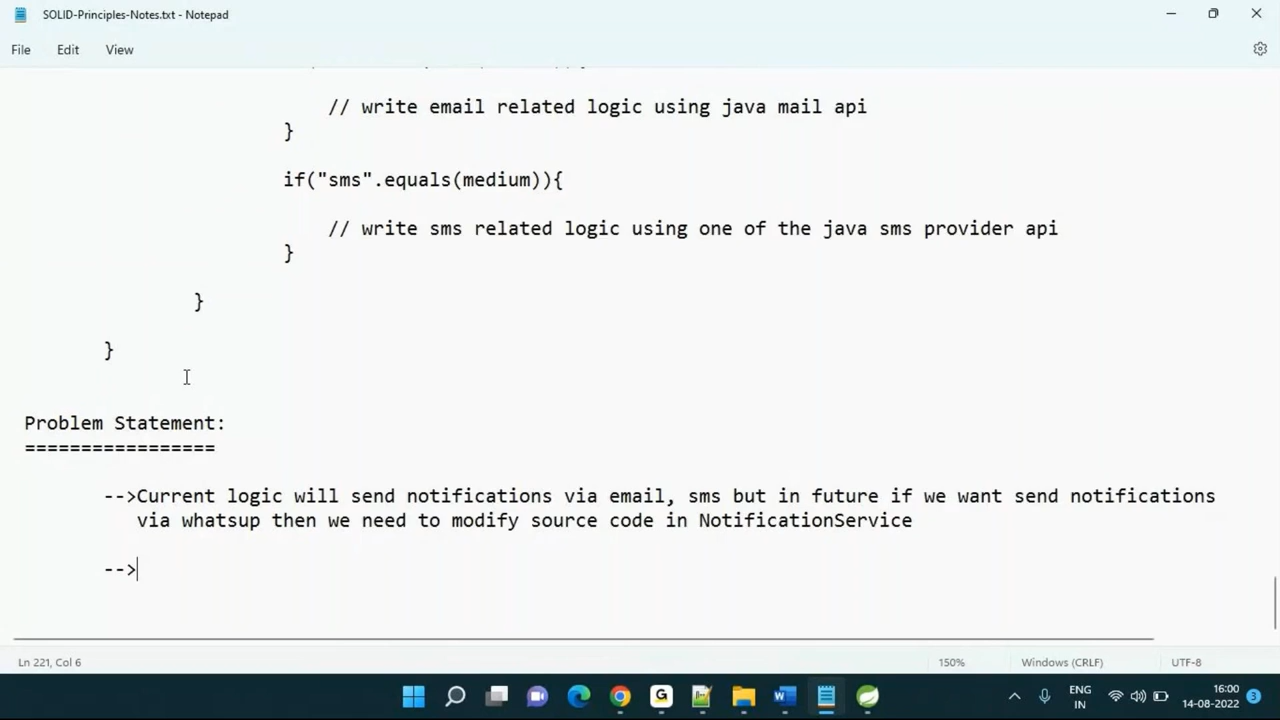 SOLID-Principles-Notes.txt - Notepad
File Edit View
// write email related logic using java mail api
}
if("sms".equals(medium)){
// write sms related logic using one of the java sms provider api
}
}
}
Problem Statement:
=================
-->Current logic will send notifications via email, sms but in future if we want send notifications
via whatsup then we need to modify source code in NotificationService
-->
Ln 221, Col 6 150% Windows (CRLF) UTF-8
ENG
IN
16:00
14-08-2022
3